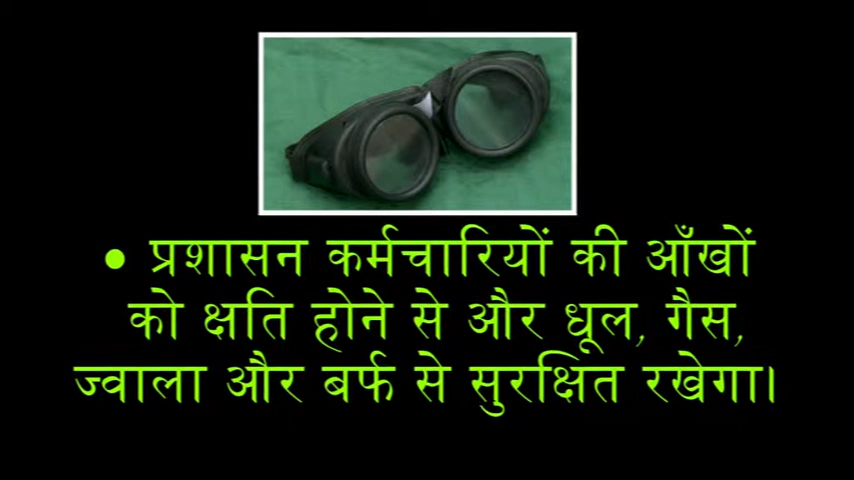 • प्रशासन कर्मचारियों की आँखों
को क्षति होने से और धूल, गैस,
ज्वाला और बर्फ से सुरक्षित रखेगा।